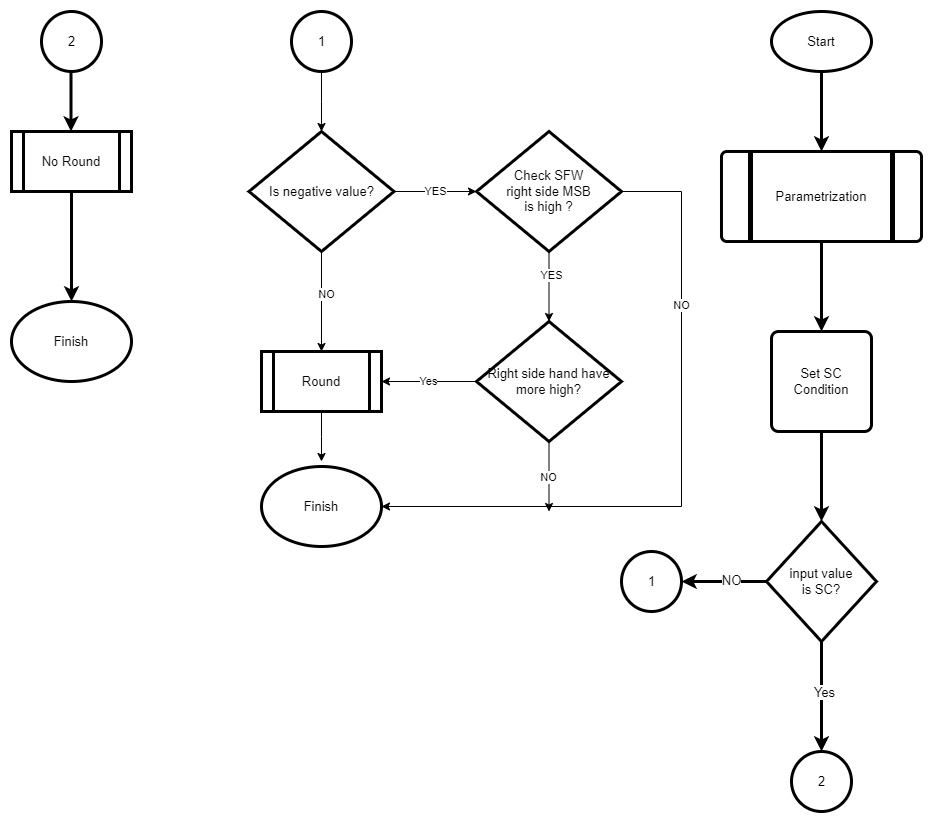 2
No Round
Finish
1
Is negative value?
YES
Check SFW
right side MSB
is high ?
NO
YES
NO
Round
Yes
Right side hand have
more high?
NO
Finish
Start
Parametrization
Set SC
Condition
input value
is SC?
NO
1
Yes
2